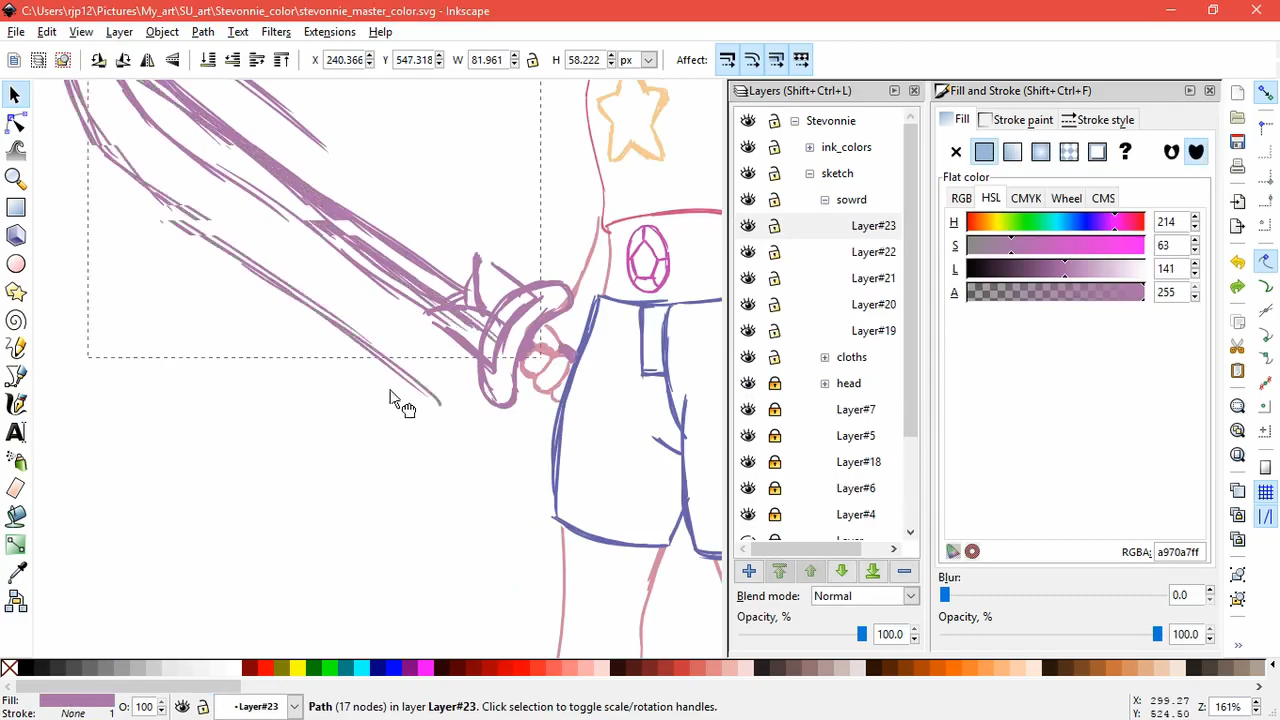 C:\Users\rjp12\Pictures\My_art\SU_art\Stevonnie_color\stevonnie_master_color.svg - Inkscape
File Edit View Layer Object Path Text Filters Extensions Help
X 240.366 Y 547.318 W 81.961 H 58.222 px Affect:
Layers (Shift+Ctrl+L)
Stevonnie
ink_colors
sketch
sowrd
Layer#23
Layer#22
Layer#21
Layer#20
Layer#19
cloths
head
Layer#7
Layer#5
Layer#18
Layer#6
Layer#4
Blend mode: Normal
Opacity, %
100.0
Fill and Stroke (Shift+Ctrl+F)
Fill Stroke paint Stroke style
?
Flat color
RGB HSL CMYK Wheel CMS
H 214
S 63
L 141
A 255
RGBA: a970a7ff
Blur:
0.0
Opacity, %
100.0
Fill:
Stroke: None 1
O: 100
•Layer#23
Path (17 nodes) in layer Layer#23. Click selection to toggle scale/rotation handles.
X: 299.27
Y: 524.50
Z: 161%